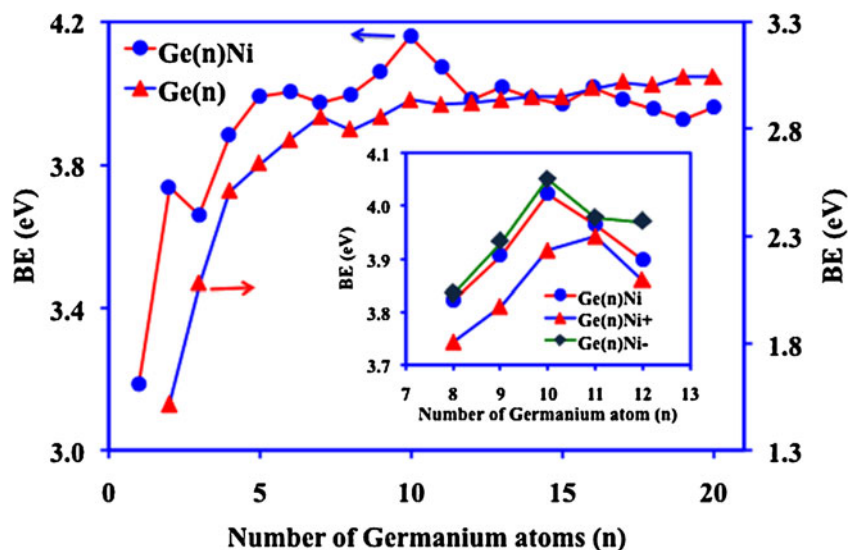 4.2
3.8
3.4
3.0
BE (eV)
Ge(n)Ni
Ge(n)
3.3
2.8
2.3
1.8
1.3
BE (eV)
4.1
4.0
3.9
3.8
3.7
BE (eV)
Ge(n)Ni
Ge(n)Ni+
Ge(n)Ni-
7 8 9 10 11 12 13
Number of Germanium atom (n)
0 5 10 15 20
Number of Germanium atoms (n)